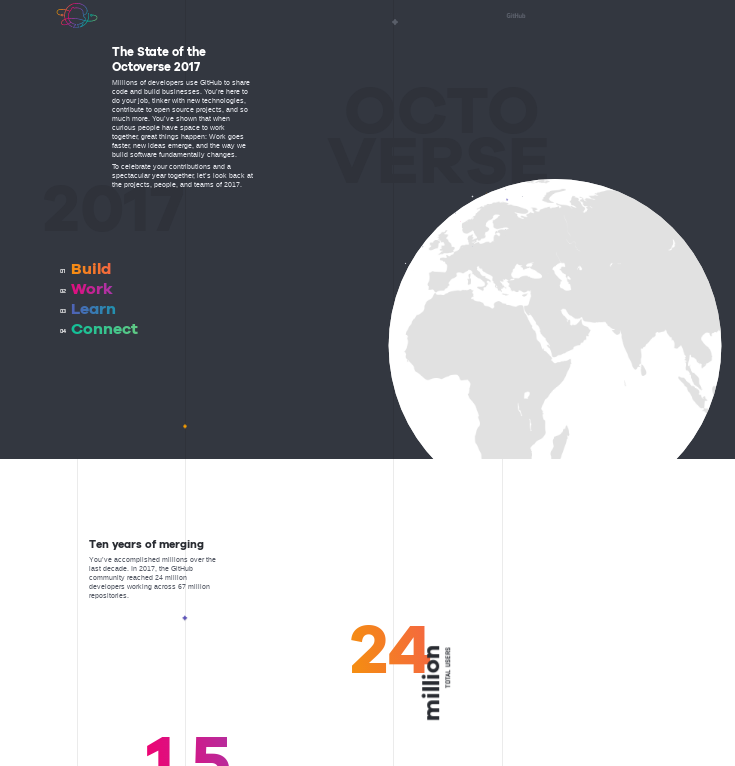 GitHub
The State of the
Octoverse 2017
Millions of developers use GitHub to share
code and build businesses. You're here to
do your job, tinker with new technologies,
contribute to open source projects, and so
much more. You've shown that when
curious people have space to work
together, great things happen: Work goes
faster, new ideas emerge, and the way we
build software fundamentally changes.
To celebrate your contributions and a
spectacular year together, let's look back at
the projects, people, and teams of 2017.
OCTO
VERSE
2017
01 Build
02 Work
03 Learn
04 Connect
Ten years of merging
You've accomplished millions over the
last decade. In 2017, the GitHub
community reached 24 million
developers working across 67 million
repositories.
24
million
TOTAL USERS
1.5